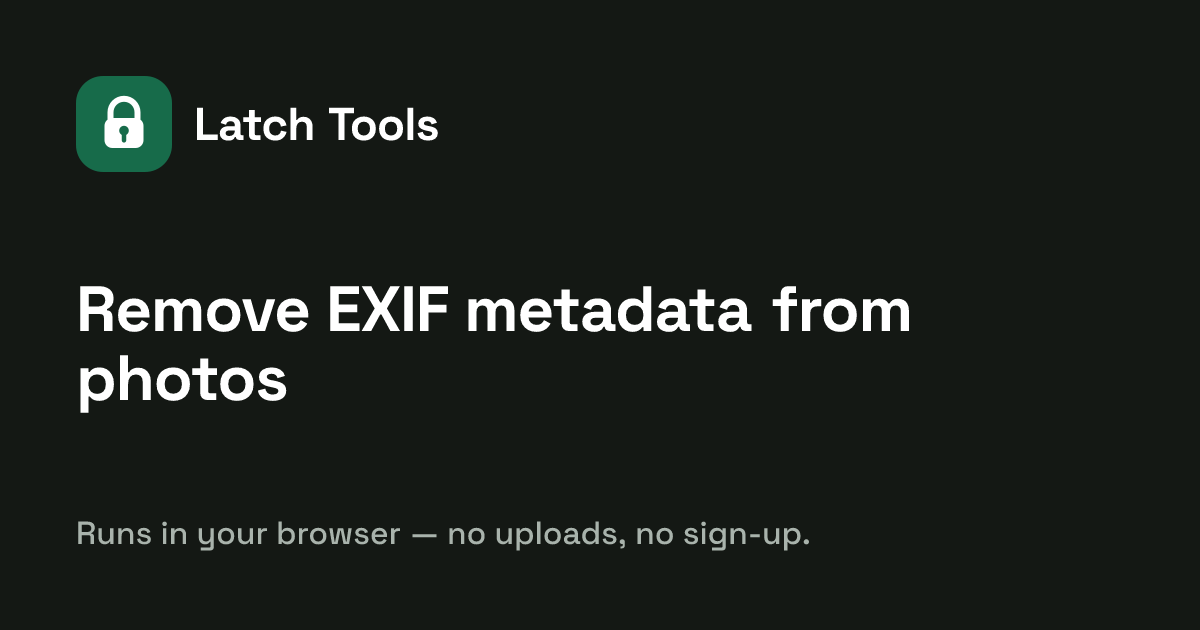 Latch Tools
Remove EXIF metadata from
photos
Runs in your browser — no uploads, no sign-up.